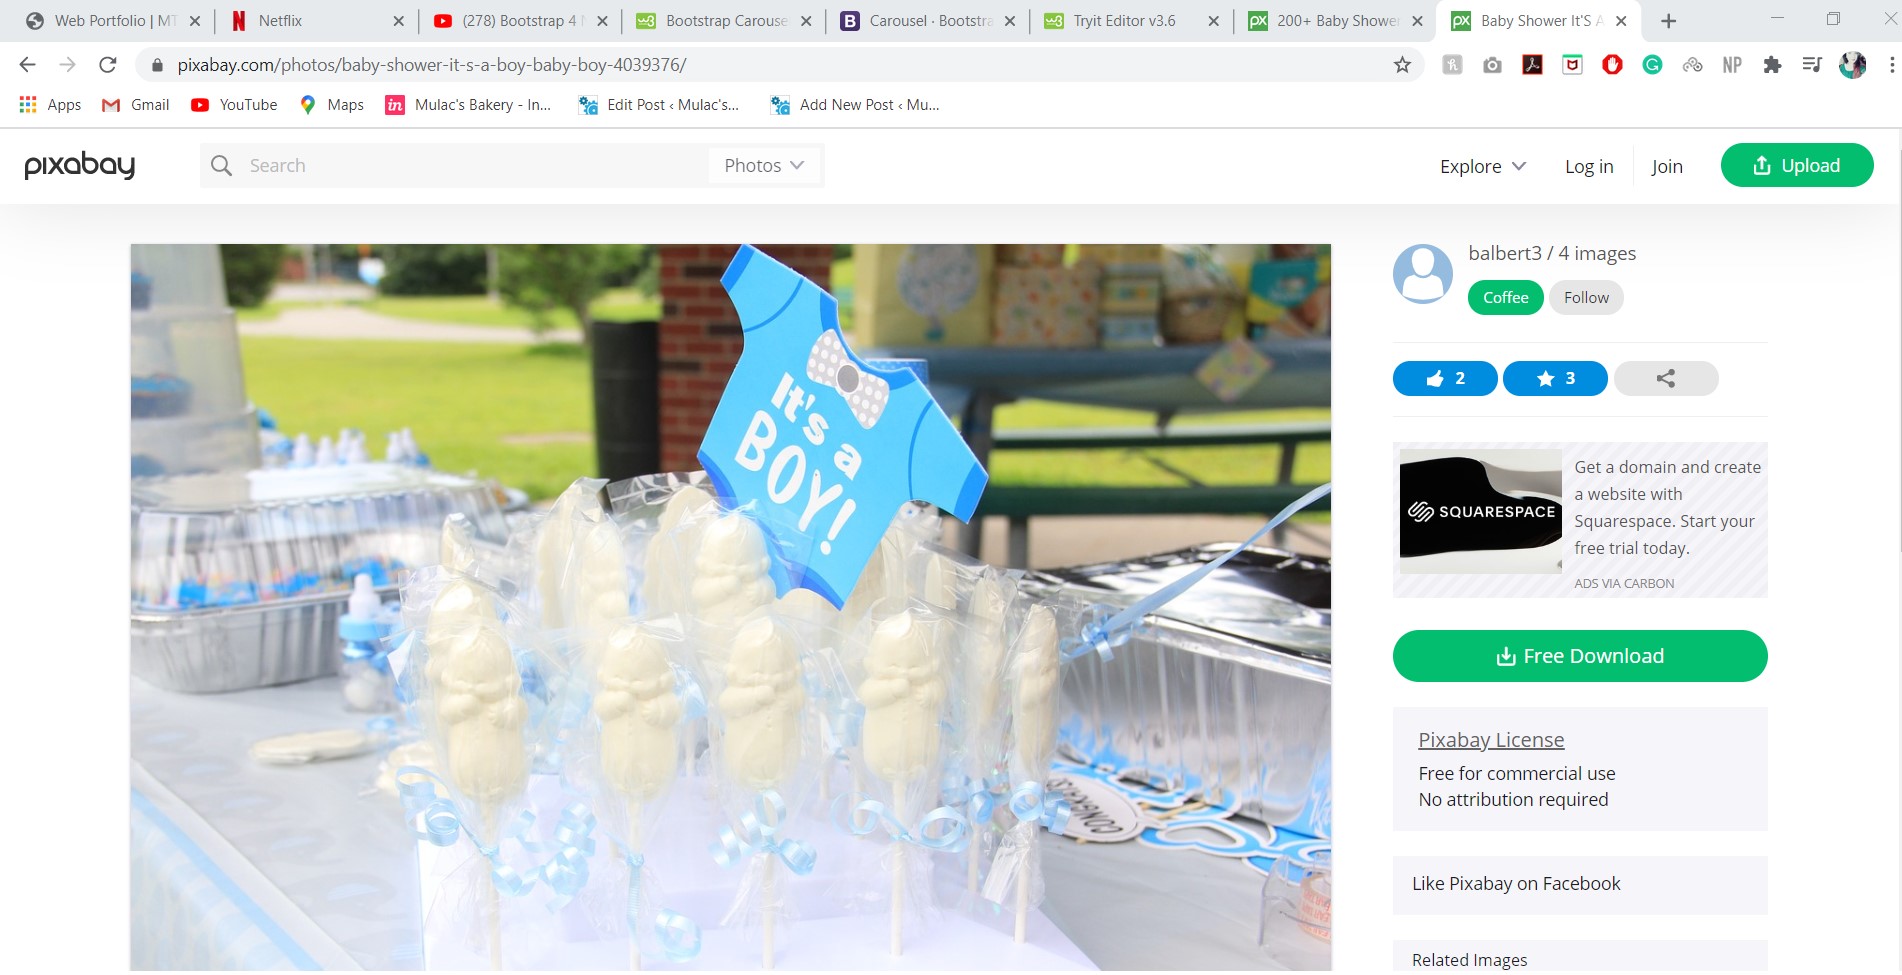 Web Portfolio | MT
Netflix
(278) Bootstrap 4
Bootstrap Carouse
Carousel · Bootstra
Tryit Editor v3.6
200+ Baby Shower
Baby Shower It'S A
pixabay.com/photos/baby-shower-it-s-a-boy-baby-boy-4039376/
NP
Apps
Gmail
YouTube
Maps
in
Mulac's Bakery - In...
Edit Post ‹ Mulac's...
Add New Post ‹ Mu...
pixabay
Search
Photos
Explore
Log in
Join
Upload
balbert3 / 4 images
Coffee
Follow
2
3
It's a
BOY!
SQUARESPACE
Get a domain and create
a website with
Squarespace. Start your
free trial today.
ADS VIA CARBON
Free Download
Pixabay License
Free for commercial use
No attribution required
CONGRATS
Like Pixabay on Facebook
Related Images